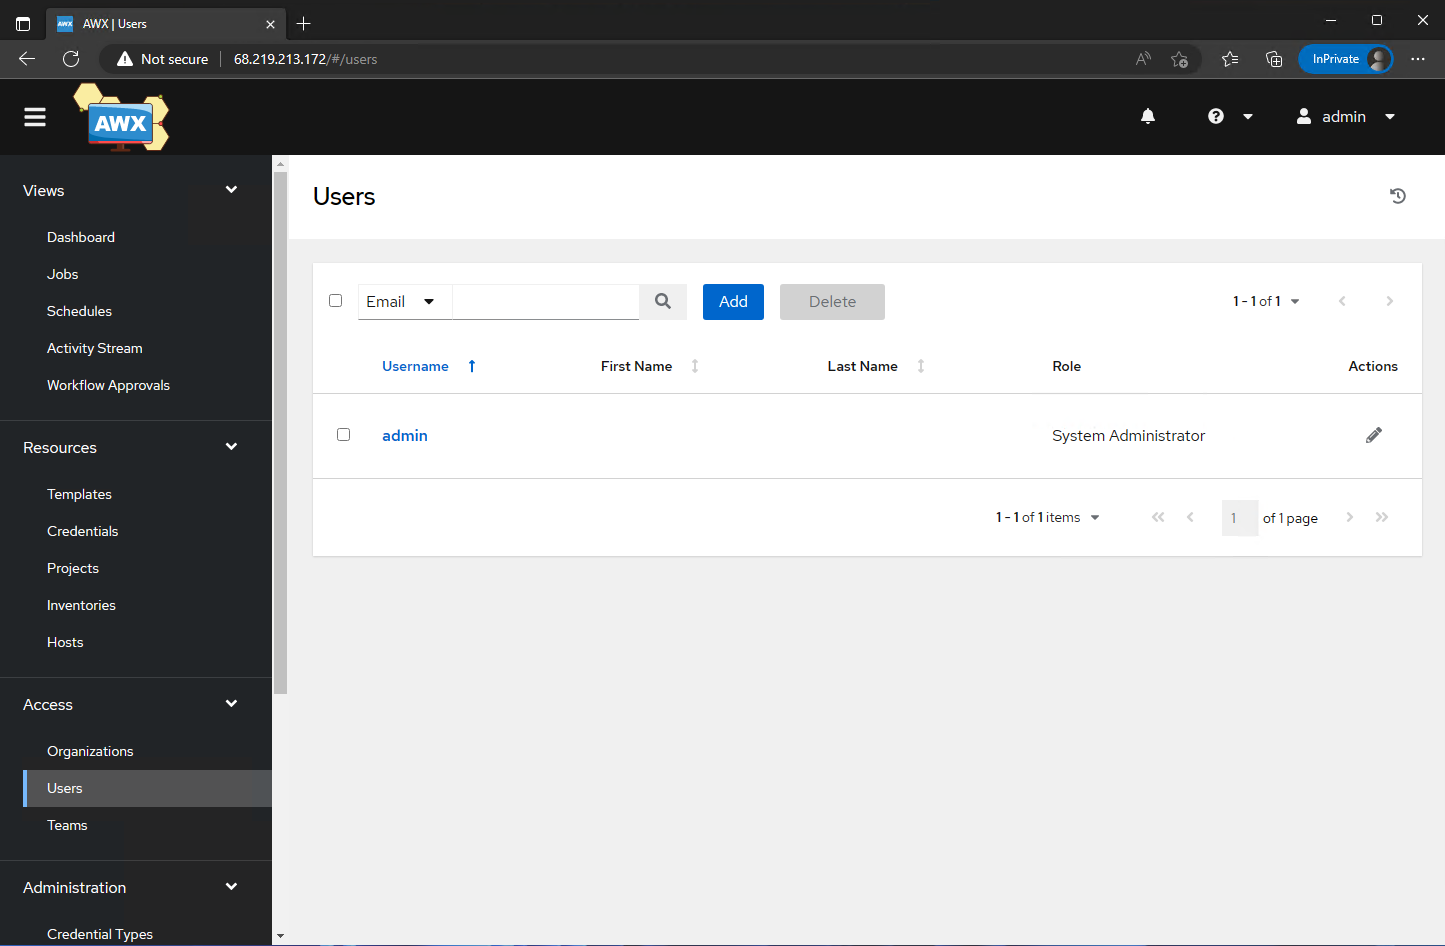 AWX | Users
Not secure
68.219.213.172/#/users
InPrivate
AWX
admin
Views
Dashboard
Jobs
Schedules
Activity Stream
Workflow Approvals
Resources
Templates
Credentials
Projects
Inventories
Hosts
Access
Organizations
Users
Teams
Administration
Credential Types
Users
Email
Add
Delete
1 - 1 of 1
Username First Name Last Name Role Actions
admin System Administrator
1 - 1 of 1 items 1 of 1 page